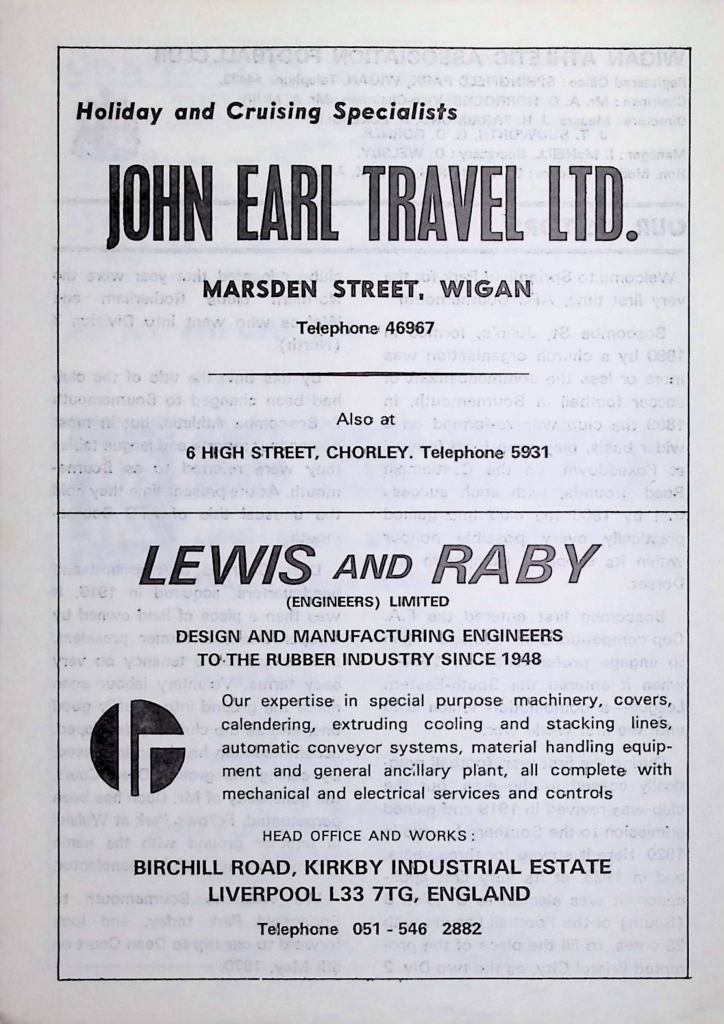 Holiday and Cruising Specialists
JOHN EARL TRAVEL LTD.
MARSDEN STREET, WIGAN
Telephone 46967
Also at
6 HIGH STREET, CHORLEY. Telephone 5931
LEWIS AND RABY
(ENGINEERS) LIMITED
DESIGN AND MANUFACTURING ENGINEERS
TO THE RUBBER INDUSTRY SINCE 1948
Our expertise in special purpose machinery, covers,
calendering, extruding cooling and stacking lines,
automatic conveyor systems, material handling equip-
ment and general ancillary plant, all complete with
mechanical and electrical services and controls
HEAD OFFICE AND WORKS:
BIRCHILL ROAD, KIRKBY INDUSTRIAL ESTATE
LIVERPOOL L33 7TG, ENGLAND
Telephone 051 - 546 2882